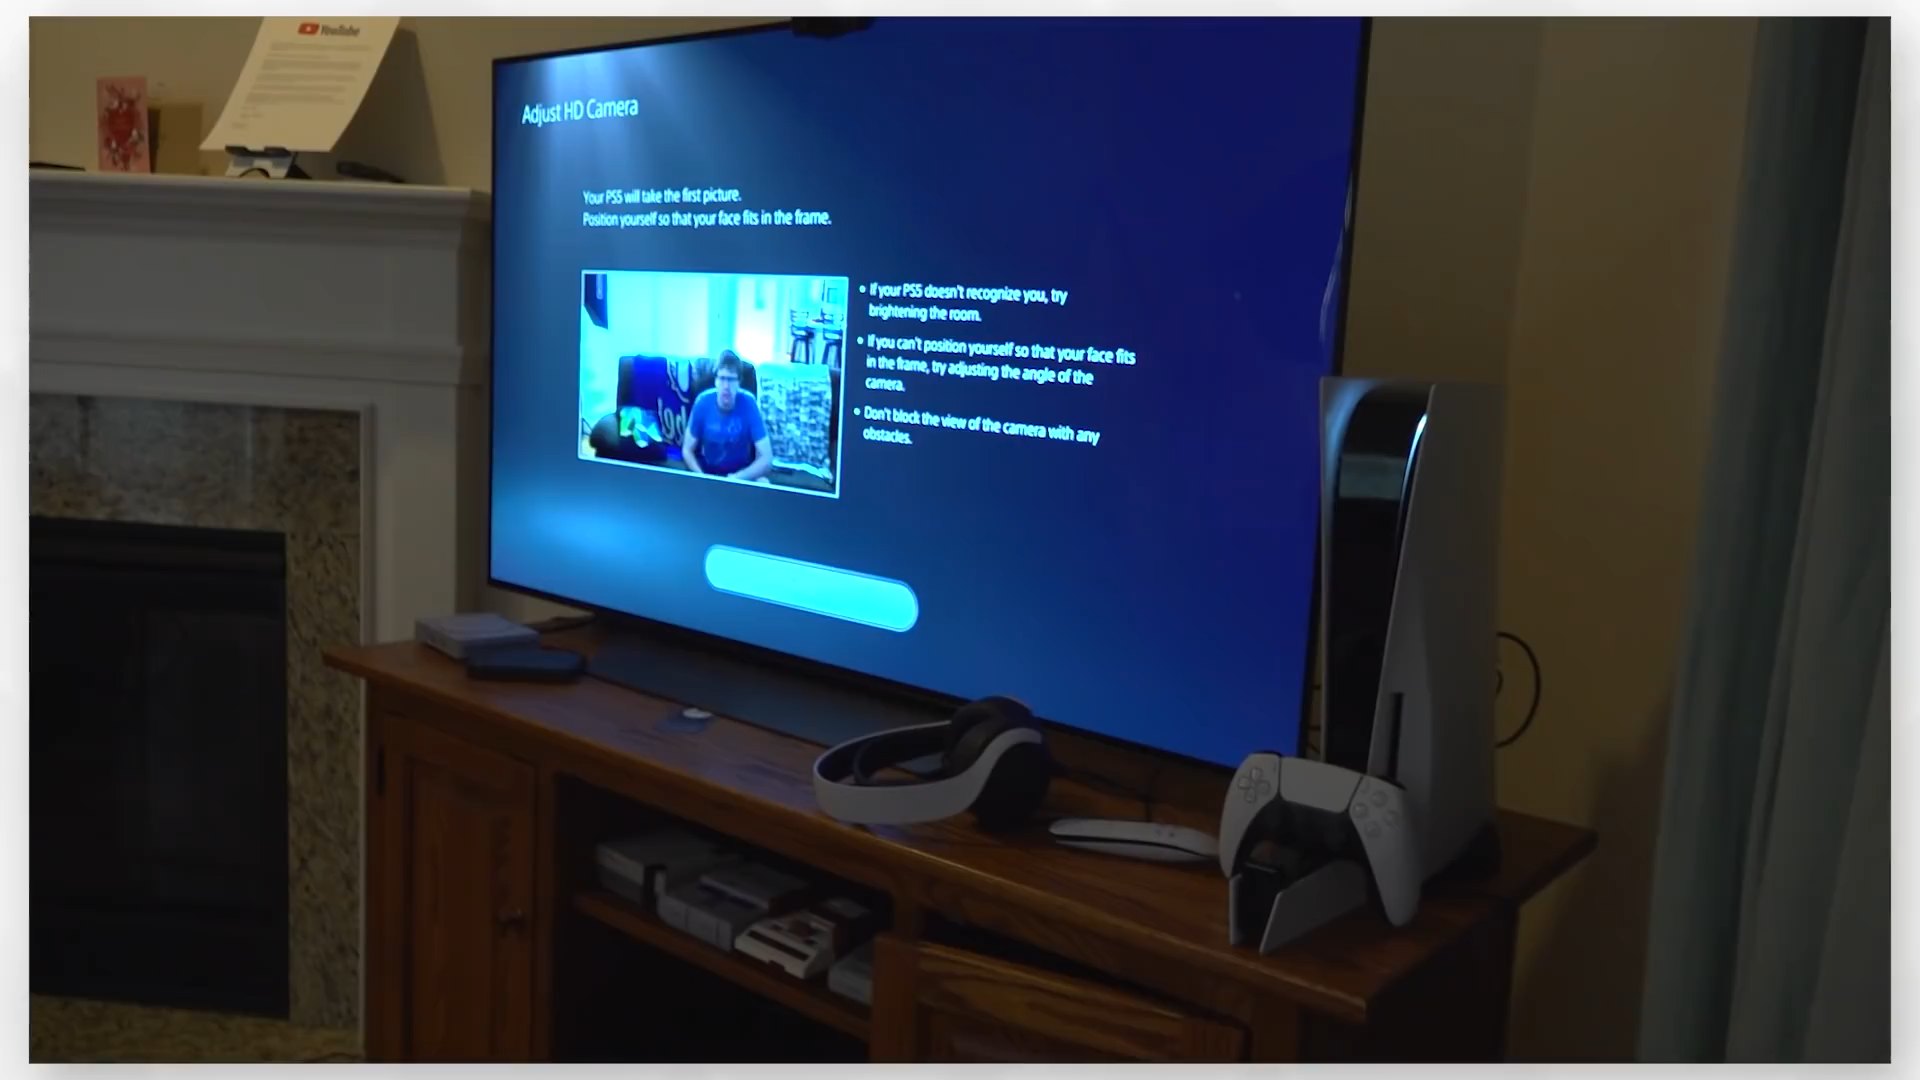 YouTube
Adjust HD Camera
Your PS5 will take the first picture.
Position yourself so that your face fits in the frame.
• If your PS5 doesn't recognize you, try
brightening the room.
• If you can't position yourself so that your face fits
in the frame, try adjusting the angle of the
camera.
• Don't block the view of the camera with any
obstacles.